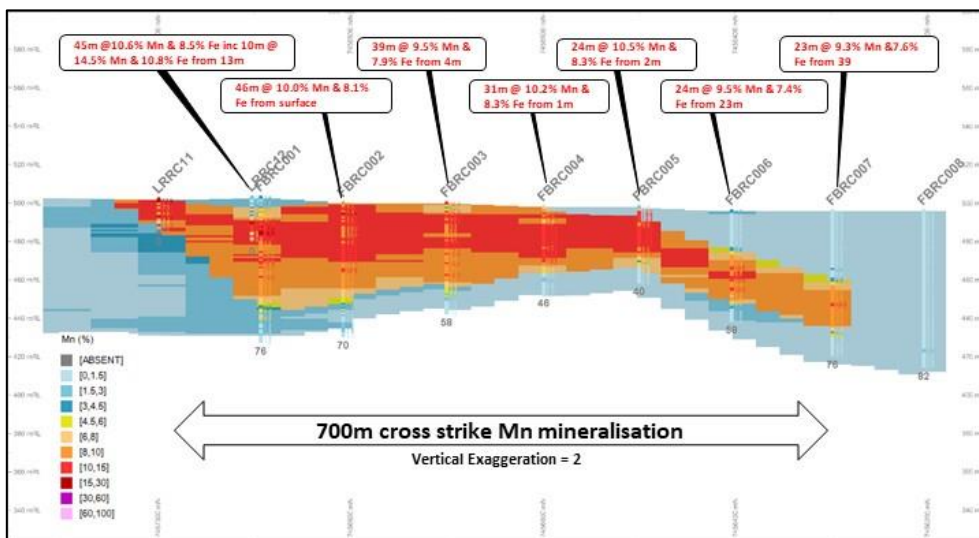 45m @10.6% Mn & 8.5% Fe inc 10m @
14.5% Mn & 10.8% Fe from 13m
46m @ 10.0% Mn & 8.1%
Fe from surface
39m @ 9.5% Mn &
7.9% Fe from 4m
31m @ 10.2% Mn &
8.3% Fe from 1m
24m @ 10.5% Mn &
8.3% Fe from 2m
24m @ 9.5% Mn & 7.4%
Fe from 23m
23m @ 9.3% Mn &7.6%
Fe from 39
LRRC11
LRRC12
FBRC001
FBRC002
FBRC003
FBRC004
FBRC005
FBRC006
FBRC007
FBRC008
76
70
58
46
40
58
76
82
Mn (%)
[ABSENT]
[0,1.5]
[1.5,3]
[3,4.5]
[4.5,6]
[6,8]
[8,10]
[10,15]
[15,30]
[30,60]
[60,100]
700m cross strike Mn mineralisation
Vertical Exaggeration = 2